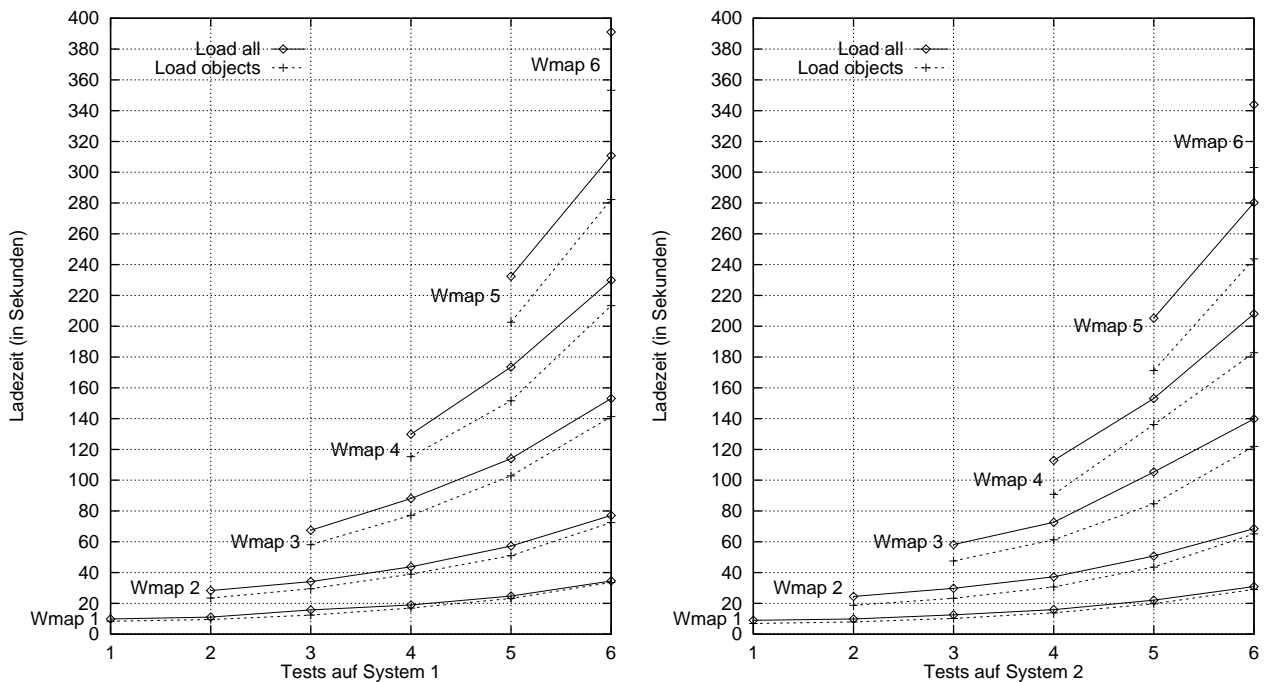 400
380
360
340
320
300
280
260
240
220
200
180
160
140
120
100
80
60
40
20
0
Ladezeit (in Sekunden)
Load all
Load objects
Wmap 6
Wmap 5
Wmap 4
Wmap 3
Wmap 2
Wmap 1
1 2 3 4 5 6
Tests auf System 1
400
380
360
340
320
300
280
260
240
220
200
180
160
140
120
100
80
60
40
20
0
Ladezeit (in Sekunden)
Load all
Load objects
Wmap 6
Wmap 5
Wmap 4
Wmap 3
Wmap 2
Wmap 1
1 2 3 4 5 6
Tests auf System 2